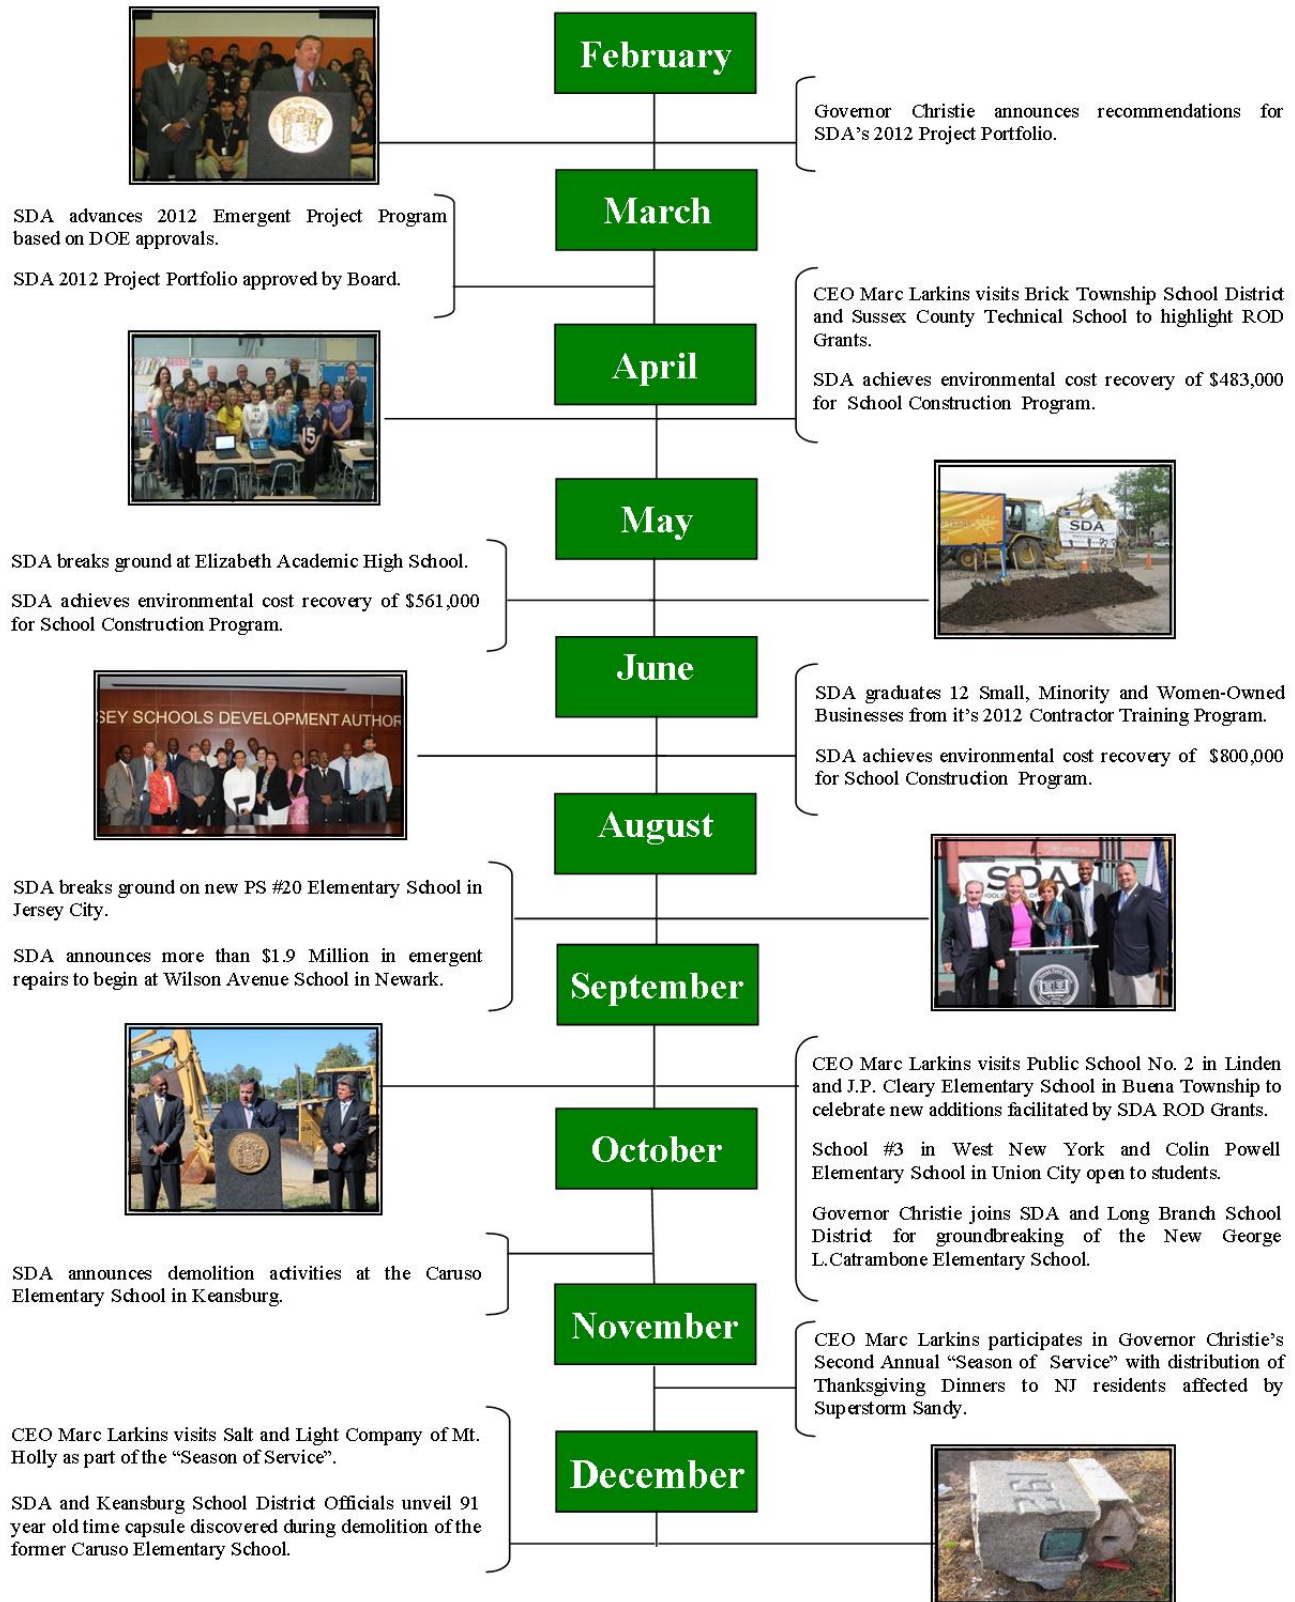 February
Governor Christie announces recommendations for
SDA's 2012 Project Portfolio.
March
SDA advances 2012 Emergent Project Program
based on DOE approvals.
SDA 2012 Project Portfolio approved by Board.
April
CEO Marc Larkins visits Brick Township School District
and Sussex County Technical School to highlight ROD
Grants.
SDA achieves environmental cost recovery of $483,000
for School Construction Program.
15
May
SDA
SDA breaks ground at Elizabeth Academic High School.
SDA achieves environmental cost recovery of $561,000
for School Construction Program.
June
SEY SCHOOLS DEVELOPMENT AUTHOR
SDA graduates 12 Small, Minority and Women-Owned
Businesses from it's 2012 Contractor Training Program.
SDA achieves environmental cost recovery of $800,000
for School Construction Program.
August
SDA
SDA breaks ground on new PS #20 Elementary School in
Jersey City.
SDA announces more than $1.9 Million in emergent
repairs to begin at Wilson Avenue School in Newark.
September
CEO Marc Larkins visits Public School No. 2 in Linden
and J.P. Cleary Elementary School in Buena Township to
celebrate new additions facilitated by SDA ROD Grants.
School #3 in West New York and Colin Powell
Elementary School in Union City open to students.
Governor Christie joins SDA and Long Branch School
District for groundbreaking of the New George
L.Catrambone Elementary School.
October
SDA announces demolition activities at the Caruso
Elementary School in Keansburg.
November
CEO Marc Larkins participates in Governor Christie's
Second Annual "Season of Service" with distribution of
Thanksgiving Dinners to NJ residents affected by
Superstorm Sandy.
December
CEO Marc Larkins visits Salt and Light Company of Mt.
Holly as part of the "Season of Service".
SDA and Keansburg School District Officials unveil 91
year old time capsule discovered during demolition of the
former Caruso Elementary School.